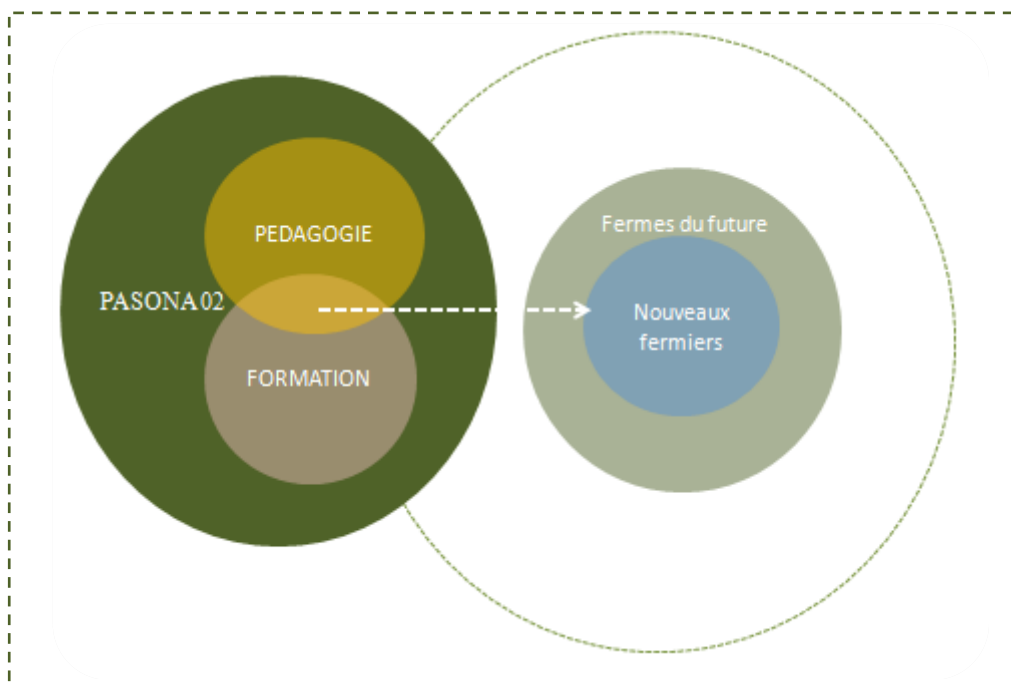 PEDAGOGIE
PASONA 02
FORMATION
Fermes du future
Nouveaux
fermiers